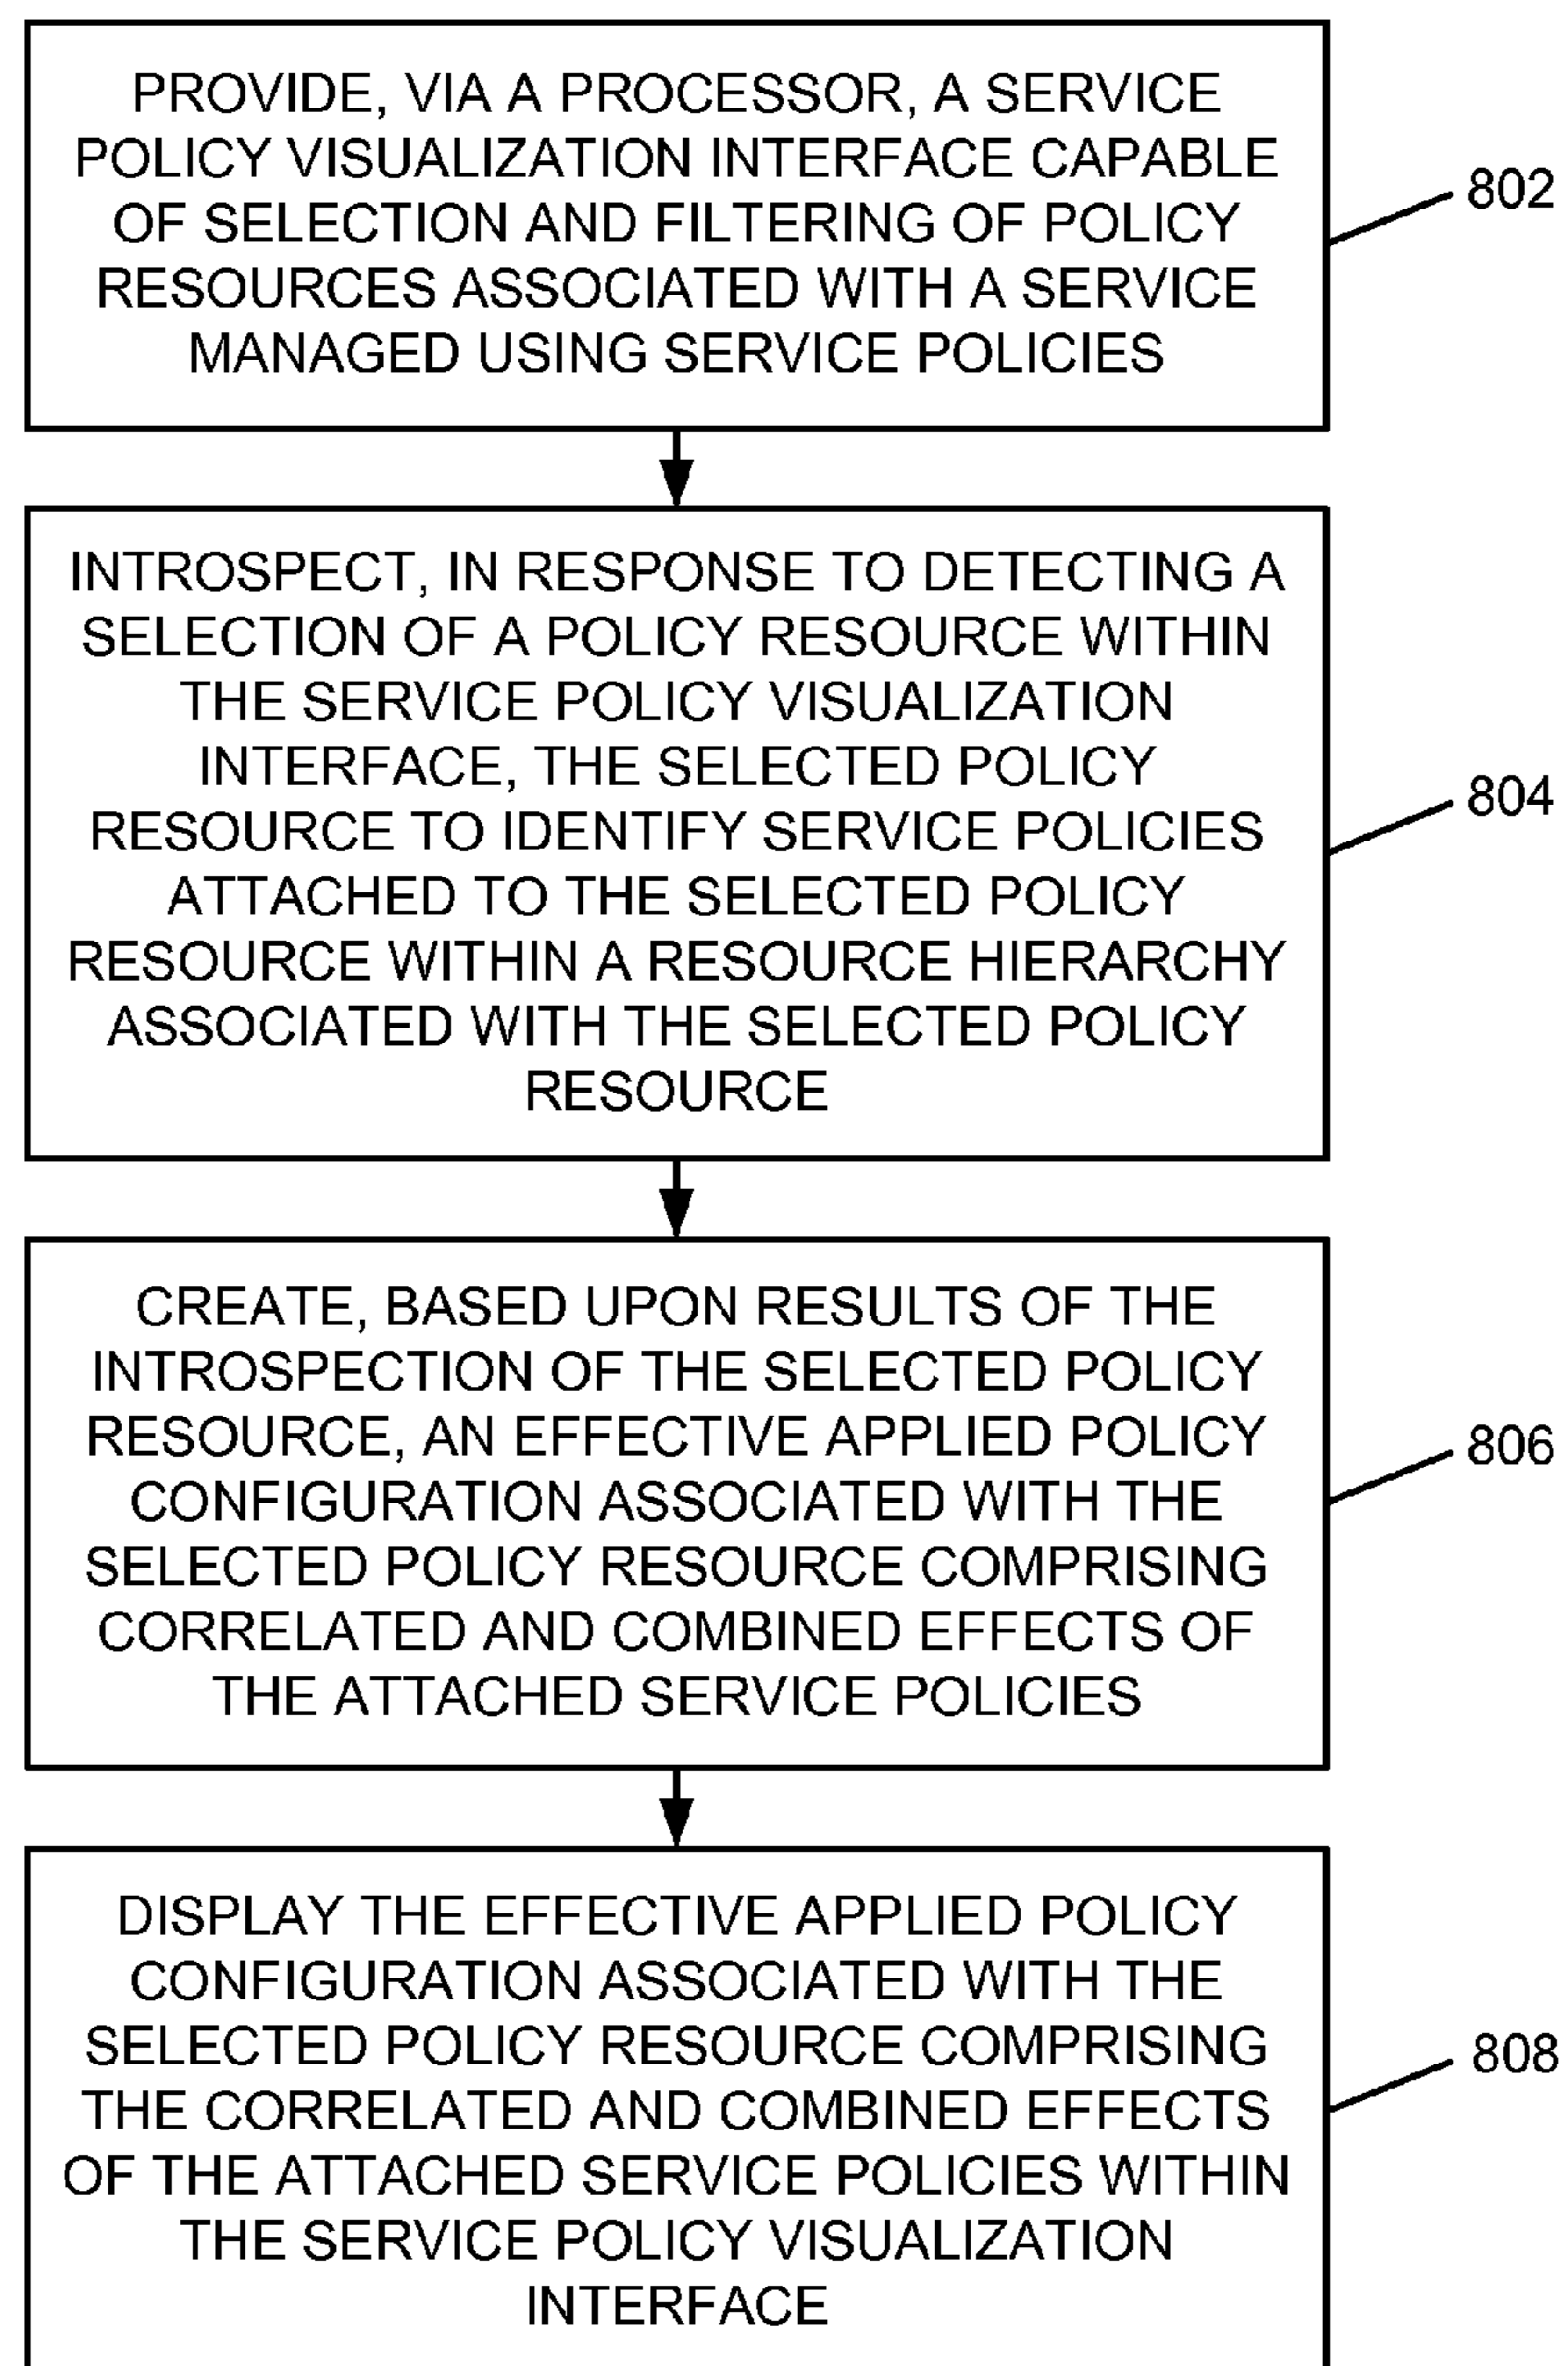 PROVIDE, VIA A PROCESSOR, A SERVICE
POLICY VISUALIZATION INTERFACE CAPABLE
OF SELECTION AND FILTERING OF POLICY
RESOURCES ASSOCIATED WITH A SERVICE
MANAGED USING SERVICE POLICIES
802
INTROSPECT, IN RESPONSE TO DETECTING A
SELECTION OF A POLICY RESOURCE WITHIN
THE SERVICE POLICY VISUALIZATION
INTERFACE, THE SELECTED POLICY
RESOURCE TO IDENTIFY SERVICE POLICIES
ATTACHED TO THE SELECTED POLICY
RESOURCE WITHIN A RESOURCE HIERARCHY
ASSOCIATED WITH THE SELECTED POLICY
RESOURCE
804
CREATE, BASED UPON RESULTS OF THE
INTROSPECTION OF THE SELECTED POLICY
RESOURCE, AN EFFECTIVE APPLIED POLICY
CONFIGURATION ASSOCIATED WITH THE
SELECTED POLICY RESOURCE COMPRISING
CORRELATED AND COMBINED EFFECTS OF
THE ATTACHED SERVICE POLICIES
806
DISPLAY THE EFFECTIVE APPLIED POLICY
CONFIGURATION ASSOCIATED WITH THE
SELECTED POLICY RESOURCE COMPRISING
THE CORRELATED AND COMBINED EFFECTS
OF THE ATTACHED SERVICE POLICIES WITHIN
THE SERVICE POLICY VISUALIZATION
INTERFACE
808